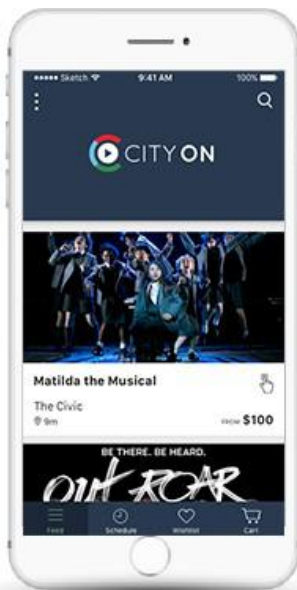 Sketch 9:41 AM 100%
CITY ON
Matilda the Musical
The Civic
9m FROM $100
BE THERE. BE HEARD.
OUT ROAR
Feed Schedule Wishlist Cart